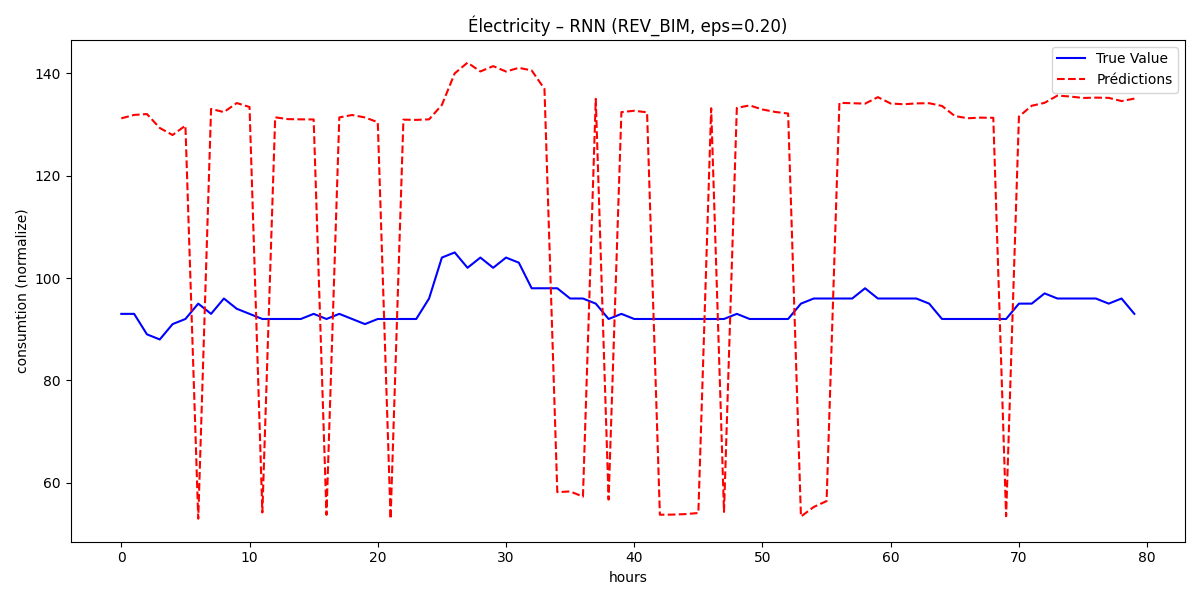 Électricity – RNN (REV_BIM, eps=0.20)
True Value
Prédictions
consumtion (normalize)
140
120
100
80
60
0 10 20 30 40 50 60 70 80
hours